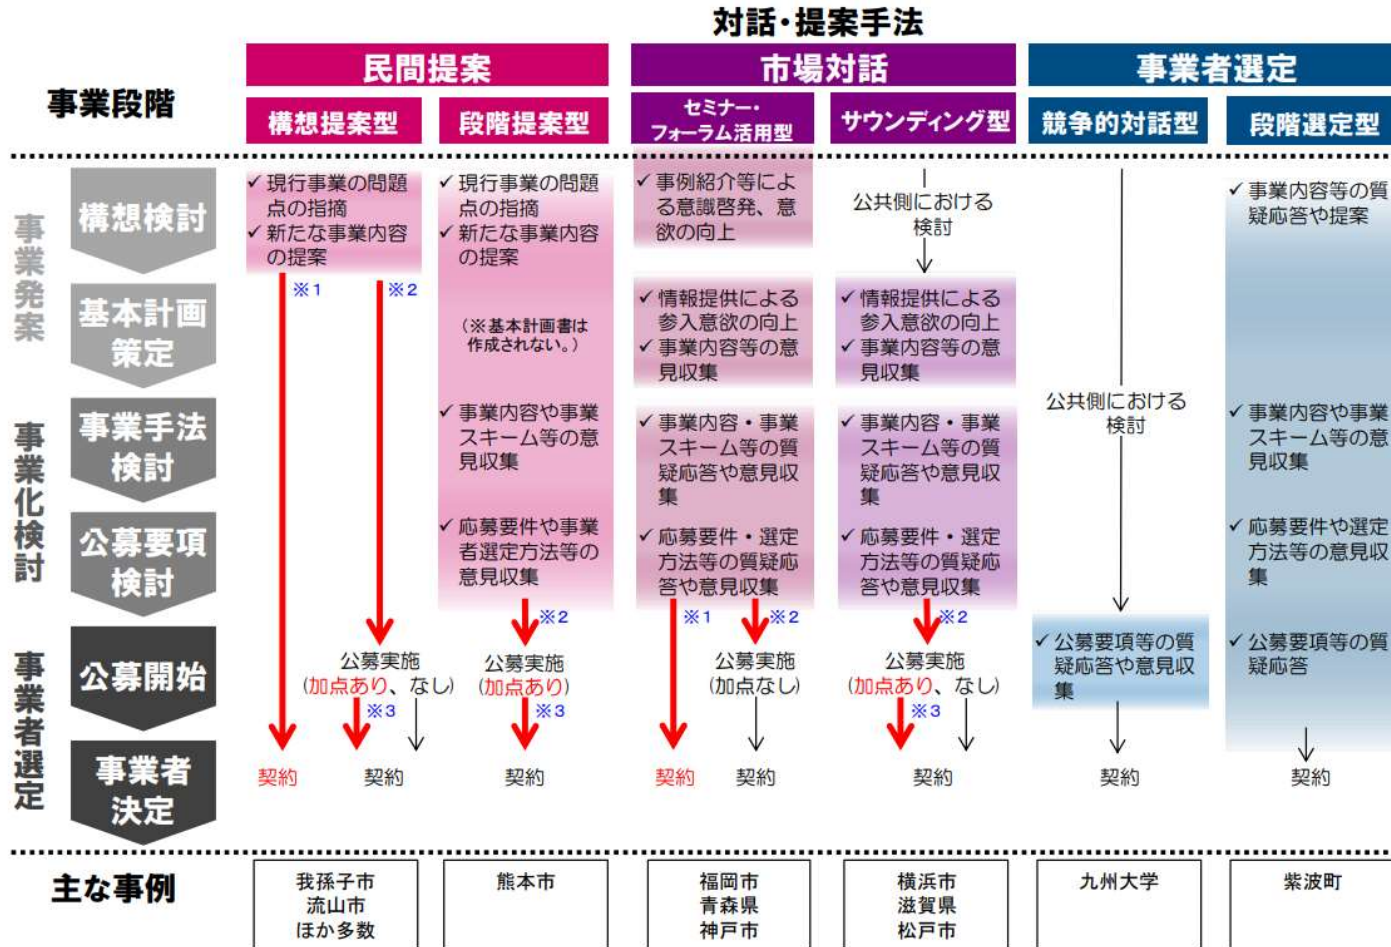 対話・提案手法
事業段階
民間提案
市場対話
事業者選定
構想提案型
段階提案型
セミナー・
フォーラム活用型
サウンディング型
競争的対話型
段階選定型
事業発案
構想検討
基本計画
策定
事業化検討
事業手法
検討
公募要項
検討
事業者選定
公募開始
事業者
決定
✓ 現行事業の問題
点の指摘
✓ 新たな事業内容
の提案
※1
※2
公募実施
(加点あり、なし)
※3
契約
契約
✓ 現行事業の問題
点の指摘
✓ 新たな事業内容
の提案
(※基本計画書は
作成されない。)
✓ 事業内容や事業
スキーム等の意
見収集
✓ 応募要件や事業
者選定方法等の
意見収集
※2
公募実施
(加点あり)
※3
契約
✓ 事例紹介等によ
る意識啓発、意
欲の向上
✓ 情報提供による
参入意欲の向上
✓ 事業内容等の意
見収集
✓ 事業内容・事業
スキーム等の質
疑応答や意見収
集
✓ 応募要件・選定
方法等の質疑応
答や意見収集
※1
※2
公募実施
(加点なし)
契約
契約
公共側における
検討
✓ 情報提供による
参入意欲の向上
✓ 事業内容等の意
見収集
✓ 事業内容・事業
スキーム等の質
疑応答や意見収
集
✓ 応募要件・選定
方法等の質疑応
答や意見収集
※2
公募実施
(加点あり、なし)
※3
契約
公共側における
検討
✓ 公募要項等の質
疑応答や意見収
集
契約
✓ 事業内容等の質
疑応答や提案
✓ 事業内容や事業
スキーム等の意
見収集
✓ 応募要件や選定
方法等の意見収
集
✓ 公募要項等の質
疑応答
契約
主な事例
我孫子市
流山市
ほか多数
熊本市
福岡市
青森県
神戸市
横浜市
滋賀県
松戸市
九州大学
紫波町